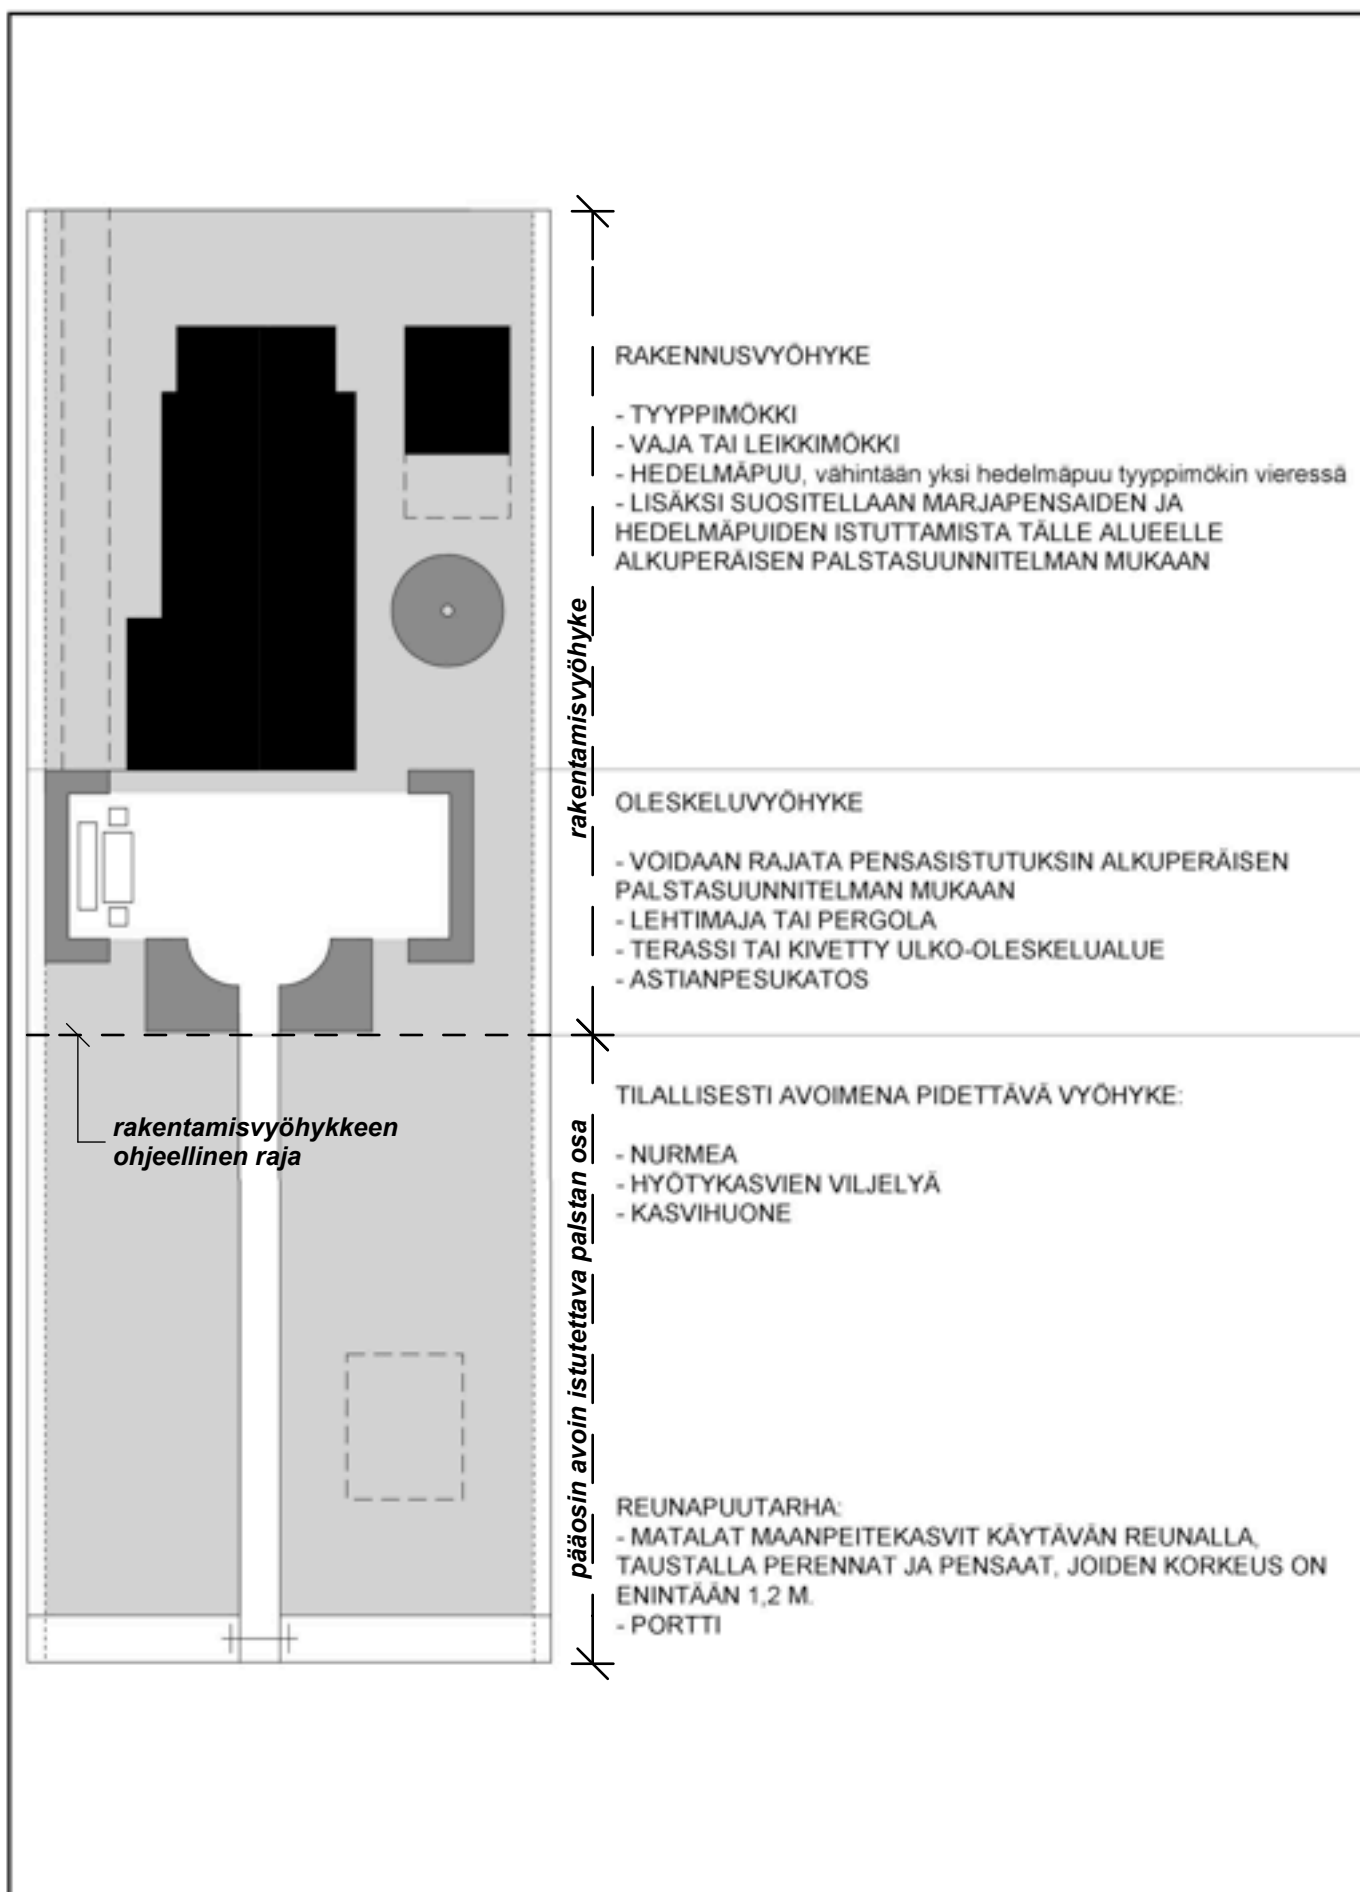 RAKENNUSVYÖHYKE
- TYYPPIMÖKKI
- VAJA TAI LEIKKIMÖKKI
- HEDELMÄPUU, vähintään yksi hedelmäpuu tyyppimökin vieressä
- LISÄKSI SUOSITELLAAN MARJAPENSAIDEN JA
HEDELMÄPUIDEN ISTUTTAMISTA TÄLLE ALUEELLE
ALKUPERÄISEN PALSTASUUNNITELMAN MUKAAN
rakentamisvyöhyke
OLESKELUVYÖHYKE
- VOIDAAN RAJATA PENSASISTUTUKSIN ALKUPERÄISEN
PALSTASUUNNITELMAN MUKAAN
- LEHTIMAJA TAI PERGOLA
- TERASSI TAI KIVETTY ULKO-OLESKELUALUE
- ASTIANPESUKATOS
rakentamisvyöhykkeen
ohjeellinen raja
TILALLISESTI AVOIMENA PIDETTÄVÄ VYÖHYKE:
- NURMEA
- HYÖTYKASVIEN VILJELYÄ
- KASVIHUONE
pääosin avoin istutettava palstan osa
REUNAPUUTARHA:
- MATALAT MAANPEITEKASVIT KÄYTÄVÄN REUNALLA,
TAUSTALLA PERENNAT JA PENSAAT, JOIDEN KORKEUS ON
ENINTÄÄN 1,2 M.
- PORTTI